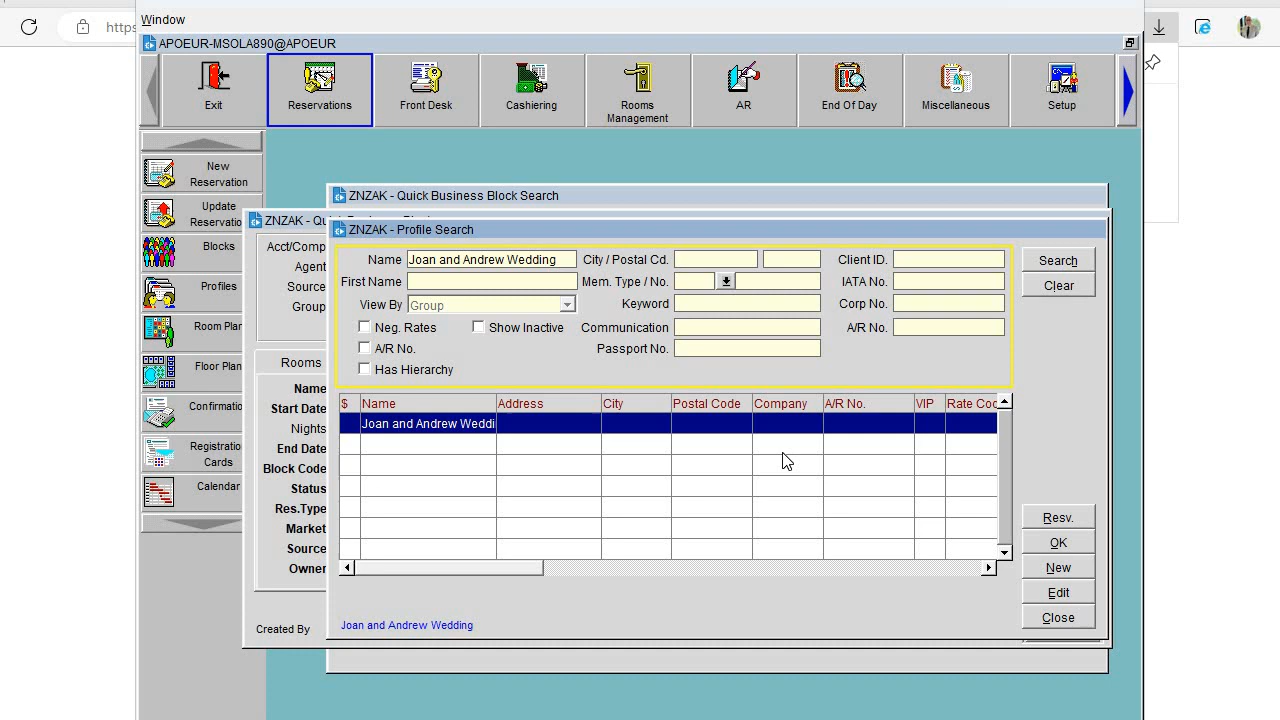 https
Window
APOEUR-MSOLA890@APOEUR
Exit
Reservations
Front Desk
Cashiering
Rooms
Management
AR
End Of Day
Miscellaneous
Setup
New
Reservation
Update
Reservatio
Blocks
Profiles
Room Plan
Floor Plan
Confirmatio
Registratio
Cards
Calendar
ZNZAK - Quick Business Block Search
ZNZAK - Qu
Acct/Comp
Agent
Source
Group
Rooms
Name
Start Date
Nights
End Date
Block Code
Status
Res.Type
Market
Source
Owner
Created By
ZNZAK - Profile Search
Name Joan and Andrew Wedding City / Postal Cd. Client ID. Search
First Name Mem. Type / No. IATA No. Clear
View By Group Keyword Corp No.
Neg. Rates Show Inactive Communication A/R No.
A/R No. Passport No.
Has Hierarchy
$ Name Address City Postal Code Company A/R No. VIP Rate Cod
Joan and Andrew Weddi
Resv.
OK
New
Edit
Close
Joan and Andrew Wedding